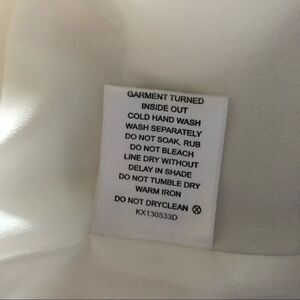 GARMENT TURNED
INSIDE OUT
COLD HAND WASH
WASH SEPARATELY
DO NOT SOAK, RUB
DO NOT BLEACH
LINE DRY WITHOUT
DELAY IN SHADE
DO NOT TUMBLE DRY
WARM IRON
DO NOT DRYCLEAN ⓧ
KX130533D